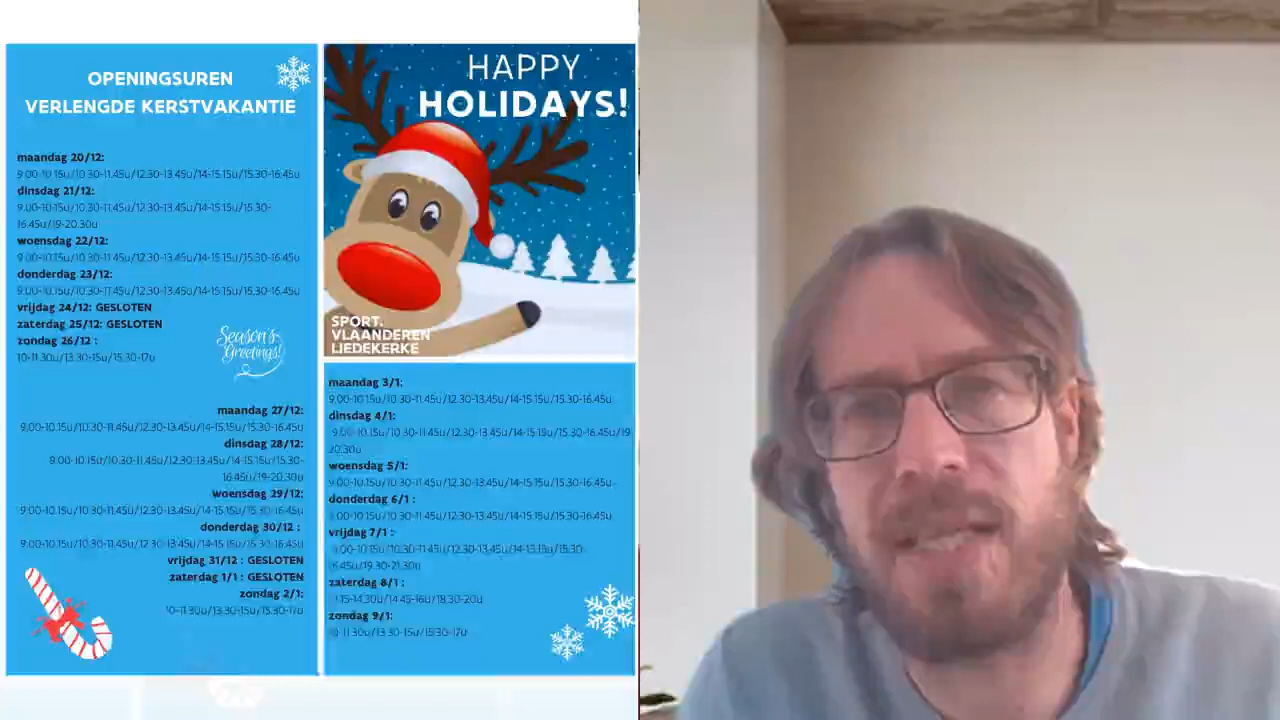 OPENINGSUREN
VERLENGDE KERSTVAKANTIE
maandag 20/12:
9.00-10.15u/10.30-11.45u/12.30-13.45u/14-15.15u/15.30-16.45u
dinsdag 21/12:
9.00-10.15u/10.30-11.45u/12.30-13.45u/14-15.15u/15.30-
16.45u/19-20.30u
woensdag 22/12:
9.00-10.15u/10.30-11.45u/12.30-13.45u/14-15.15u/15.30-16.45u
donderdag 23/12:
9.00-10.15u/10.30-11.45u/12.30-13.45u/14-15.15u/15.30-16.45u
vrijdag 24/12: GESLOTEN
zaterdag 25/12: GESLOTEN
zondag 26/12 :
10-11.30u/13.30-15u/15.30-17u
Season's
Greetings!
maandag 27/12:
9.00-10.15u/10.30-11.45u/12.30-13.45u/14-15.15u/15.30-16.45u
dinsdag 28/12:
9.00-10.15u/10.30-11.45u/12.30-13.45u/14-15.15u/15.30-
16.45u/19-20.30u
woensdag 29/12:
9.00-10.15u/10.30-11.45u/12.30-13.45u/14-15.15u/15.30-16.45u
donderdag 30/12 :
9.00-10.15u/10.30-11.45u/12.30-13.45u/14-15.15u/15.30-16.45u
vrijdag 31/12 : GESLOTEN
zaterdag 1/1 : GESLOTEN
zondag 2/1:
10-11.30u/13.30-15u/15.30-17u
HAPPY
HOLIDAYS!
SPORT.
VLAANDEREN
LIEDEKERKE
maandag 3/1:
9.00-10.15u/10.30-11.45u/12.30-13.45u/14-15.15u/15.30-16.45u
dinsdag 4/1:
9.00-10.15u/10.30-11.45u/12.30-13.45u/14-15.15u/15.30-16.45u/19-
20.30u
woensdag 5/1:
9.00-10.15u/10.30-11.45u/12.30-13.45u/14-15.15u/15.30-16.45u
donderdag 6/1 :
9.00-10.15u/10.30-11.45u/12.30-13.45u/14-15.15u/15.30-16.45u
vrijdag 7/1 :
9.00-10.15u/10.30-11.45u/12.30-13.45u/14-15.15u/15.30-
16.45u/19.30-21.30u
zaterdag 8/1 :
13.15-14.30u/14.45-16u/18.30-20u
zondag 9/1:
10-11.30u/13.30-15u/15.30-17u